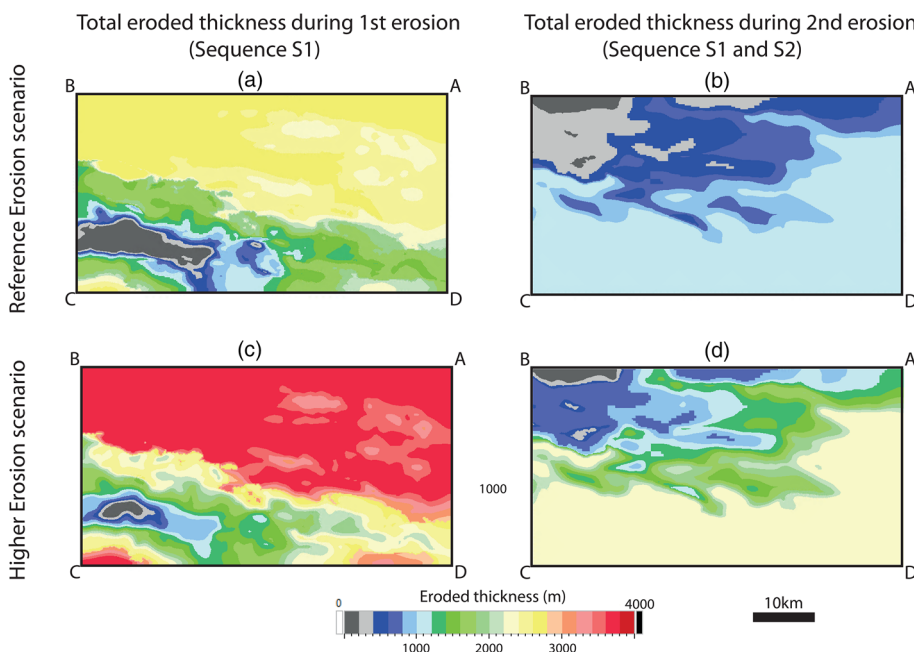 Total eroded thickness during 1st erosion
(Sequence S1)
Total eroded thickness during 2nd erosion
(Sequence S1 and S2)
Reference Erosion scenario
(a)
B
A
C
D
(b)
B
A
C
D
Higher Erosion scenario
(c)
B
A
C
D
1000
(d)
B
A
C
D
Eroded thickness (m)
0
4000
1000
2000
3000
10km